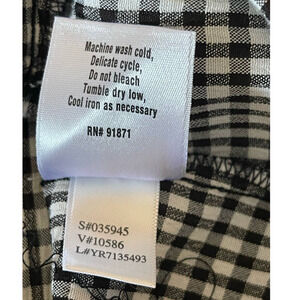 Machine wash cold,
Delicate cycle,
Do not bleach
Tumble dry low,
Cool iron as necessary
RN# 91871
S#035945
V#10586
L#YR7135493